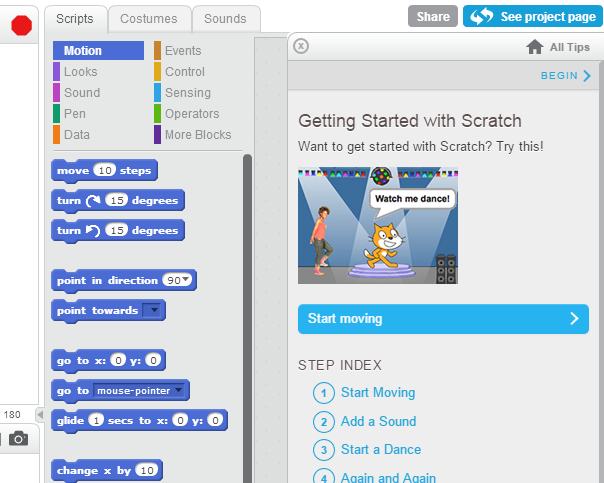 Scripts
Costumes
Sounds
Share
See project page
Motion
Events
Looks
Control
Sound
Sensing
Pen
Operators
Data
More Blocks
move 10 steps
turn 15 degrees
turn 15 degrees
point in direction 90
point towards
go to x: 0 y: 0
go to mouse-pointer
glide 1 secs to x: 0 y: 0
change x by 10
180
All Tips
BEGIN
Getting Started with Scratch
Want to get started with Scratch? Try this!
Watch me dance!
Start moving
STEP INDEX
1 Start Moving
2 Add a Sound
3 Start a Dance
4 Again and Again